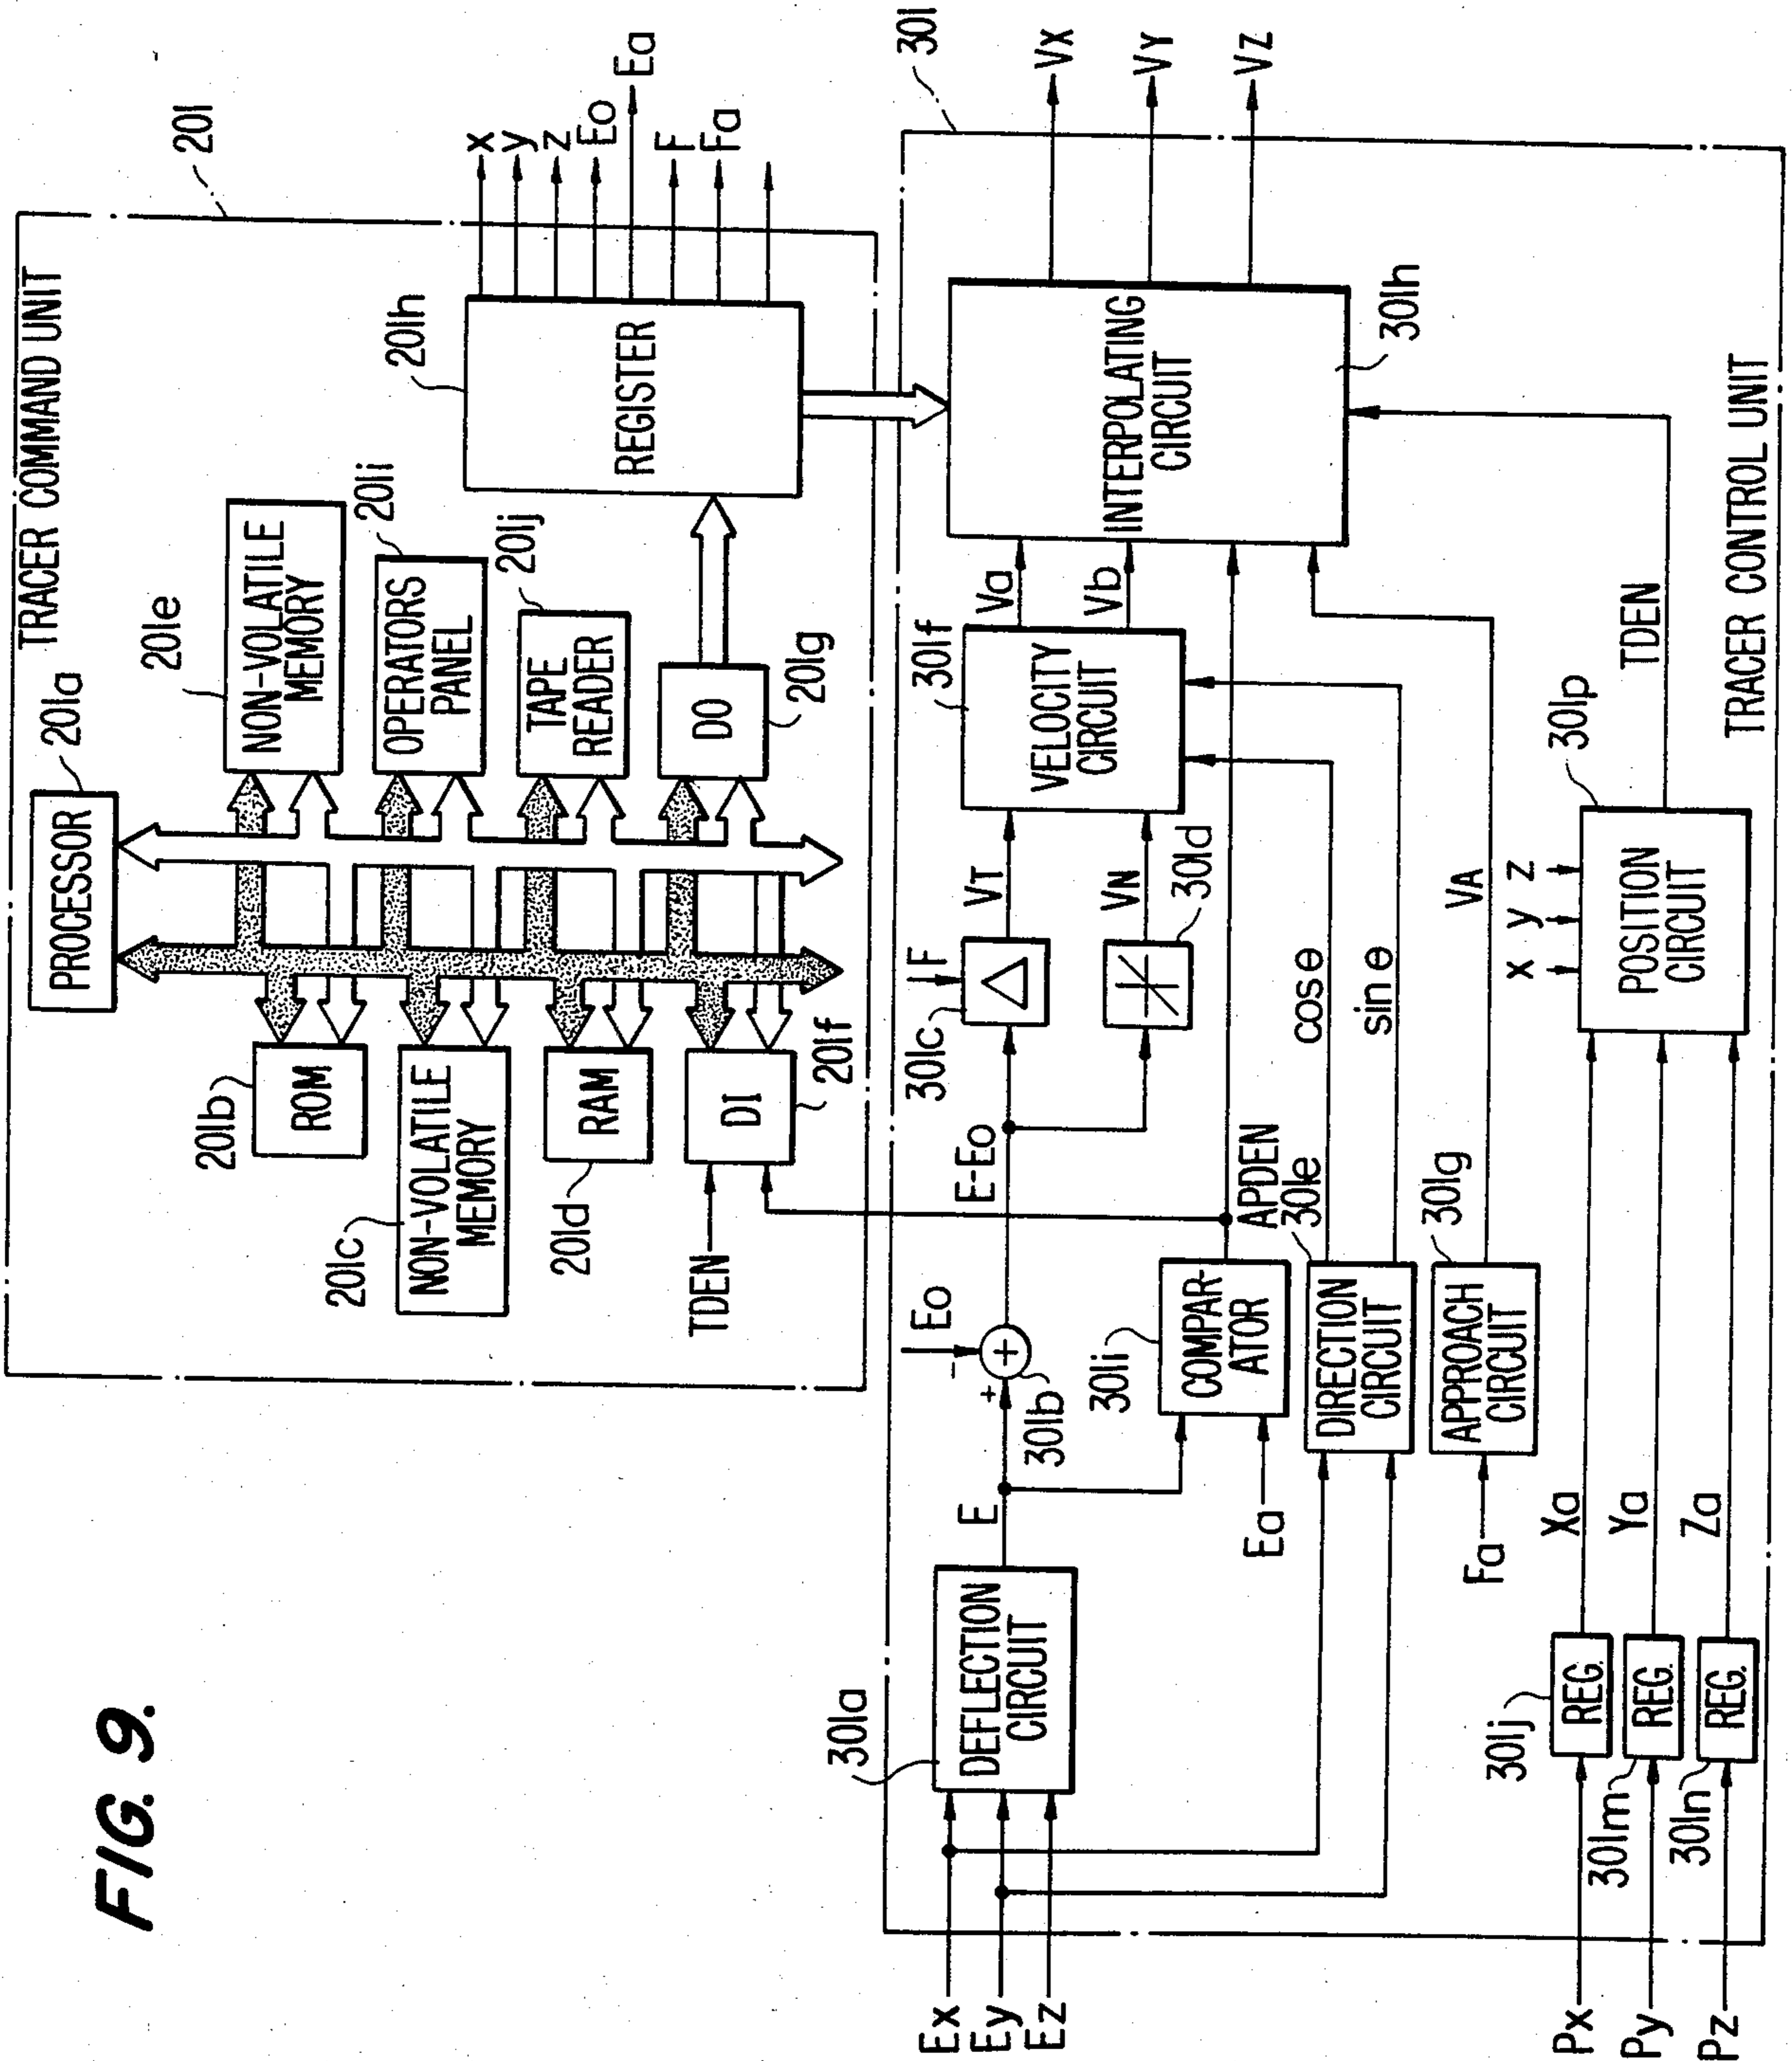 FIG. 9.
TRACER COMMAND UNIT
201
PROCESSOR
201a
201b
ROM
201c
NON-VOLATILE
MEMORY
201d
RAM
DI
201f
TDEN
201e
NON-VOLATILE
MEMORY
OPERATORS
PANEL
201i
TAPE
READER
201j
DO
201g
201h
REGISTER
x
y
z
Eo
Ea
F
Fa
301
Ex
Ey
Ez
301a
DEFLECTION
CIRCUIT
E
+
-
Eo
+
301b
E-Eo
301c
F
VT
VN
301d
301f
VELOCITY
CIRCUIT
Va
Vb
INTERPOLATING
CIRCUIT
301h
VX
VY
VZ
301i
COMPAR-
ATOR
Ea
APDEN
301e
DIRECTION
CIRCUIT
cosθ
sinθ
301g
APPROACH
CIRCUIT
Fa
VA
Px
Py
Pz
301j
REG.
301m
REG.
301n
REG.
Xa
Ya
Za
x y z
POSITION
CIRCUIT
301p
TDEN
TRACER CONTROL UNIT